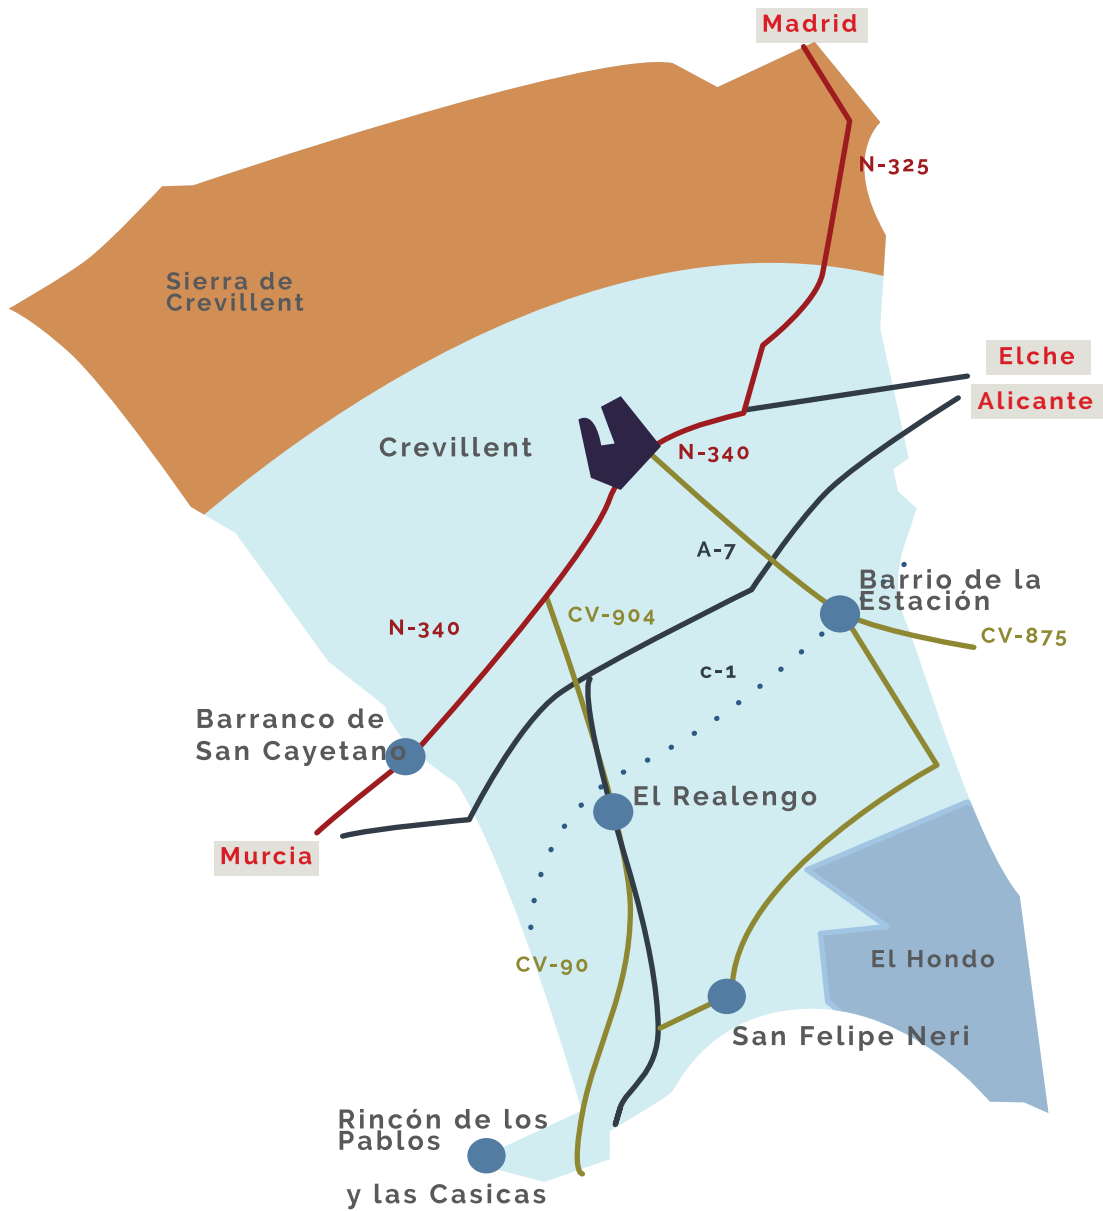 Madrid
N-325
Sierra de
Crevillent
Elche
Alicante
Crevillent
N-340
A-7
Barrio de la
Estación
CV-904
N-340
CV-875
c-1
Barranco de
San Cayetano
El Realengo
Murcia
El Hondo
CV-90
San Felipe Neri
Rincón de los
Pablos
y las Casicas